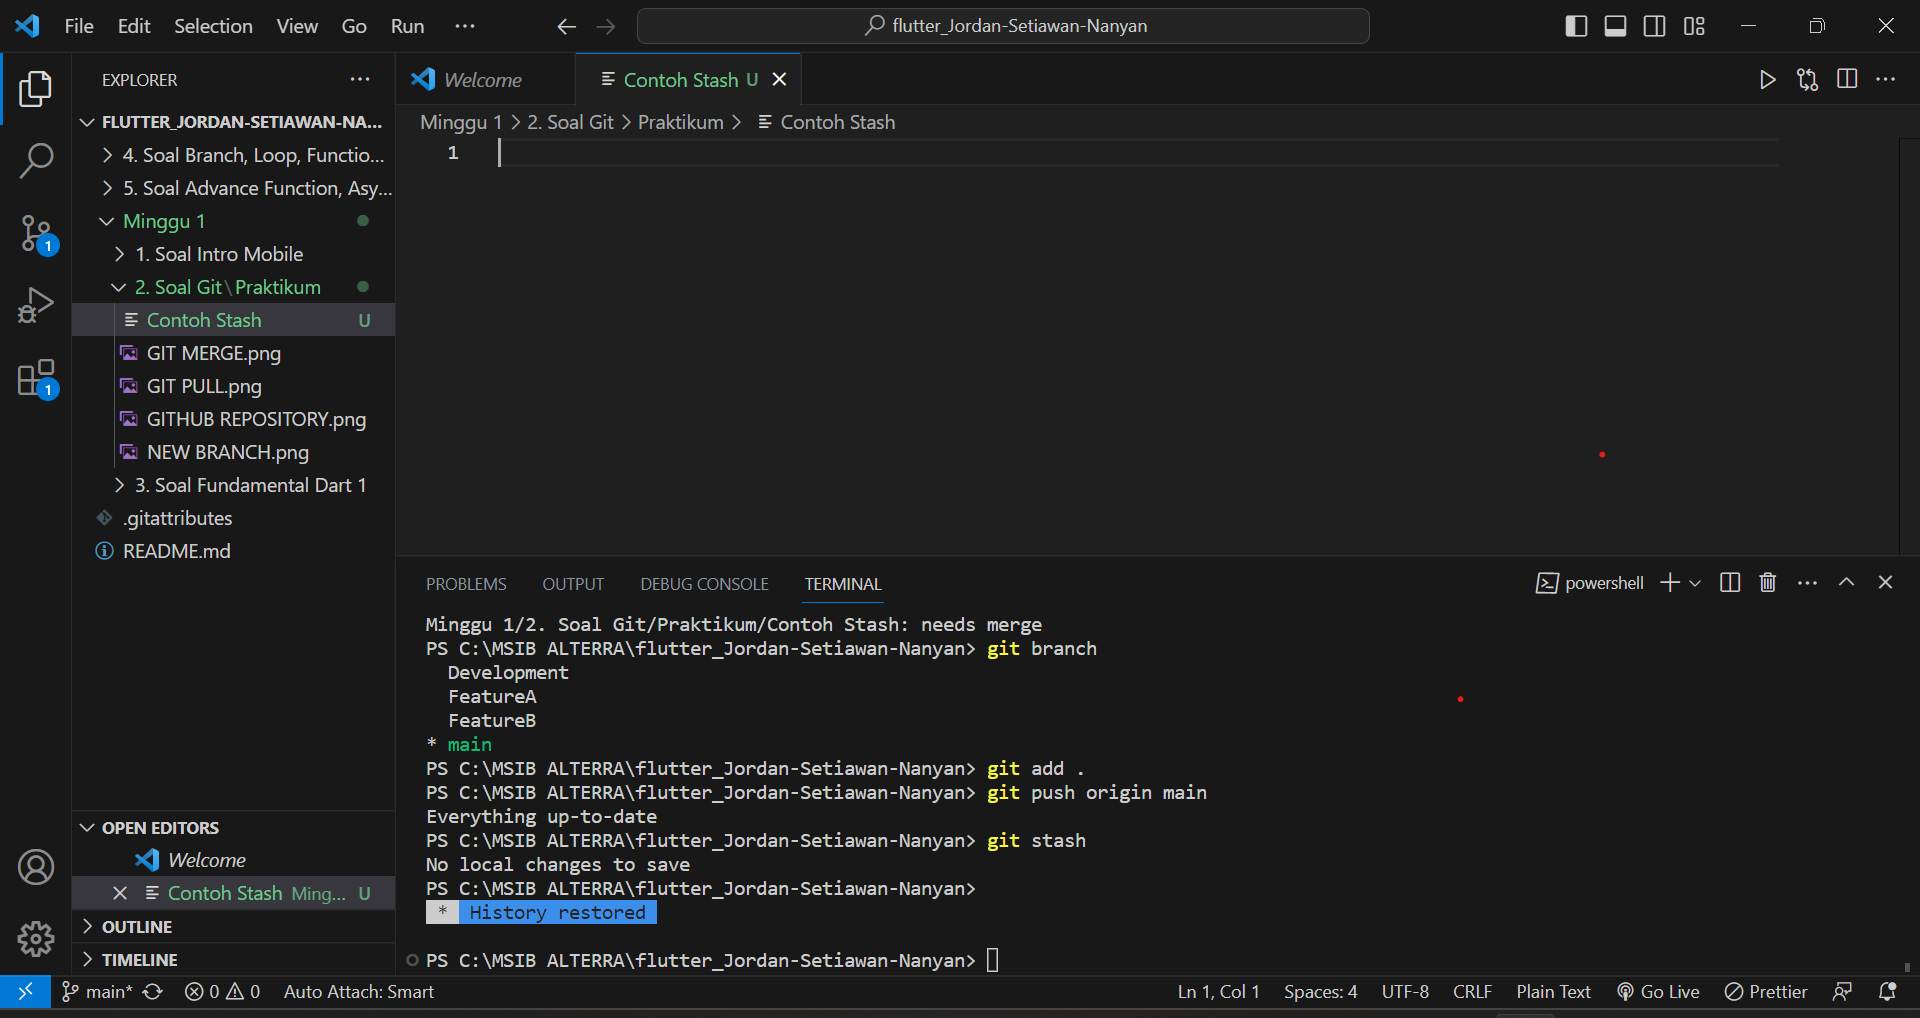 File Edit Selection View Go Run ···
flutter_Jordan-Setiawan-Nanyan
EXPLORER ···
FLUTTER_JORDAN-SETIAWAN-NA...
4. Soal Branch, Loop, Functio...
5. Soal Advance Function, Asy...
Minggu 1
1. Soal Intro Mobile
2. Soal Git\Praktikum
Contoh Stash U
GIT MERGE.png
GIT PULL.png
GITHUB REPOSITORY.png
NEW BRANCH.png
3. Soal Fundamental Dart 1
.gitattributes
README.md
1
1
OPEN EDITORS
Welcome
Contoh Stash Ming... U
OUTLINE
TIMELINE
Welcome
Contoh Stash U
Minggu 1 > 2. Soal Git > Praktikum > Contoh Stash
1
PROBLEMS OUTPUT DEBUG CONSOLE TERMINAL
powershell
Minggu 1/2. Soal Git/Praktikum/Contoh Stash: needs merge
PS C:\MSIB ALTERRA\flutter_Jordan-Setiawan-Nanyan> git branch
Development
FeatureA
FeatureB
* main
PS C:\MSIB ALTERRA\flutter_Jordan-Setiawan-Nanyan> git add .
PS C:\MSIB ALTERRA\flutter_Jordan-Setiawan-Nanyan> git push origin main
Everything up-to-date
PS C:\MSIB ALTERRA\flutter_Jordan-Setiawan-Nanyan> git stash
No local changes to save
PS C:\MSIB ALTERRA\flutter_Jordan-Setiawan-Nanyan>
* History restored
PS C:\MSIB ALTERRA\flutter_Jordan-Setiawan-Nanyan>
main* 0 0 Auto Attach: Smart
Ln 1, Col 1 Spaces: 4 UTF-8 CRLF Plain Text Go Live Prettier